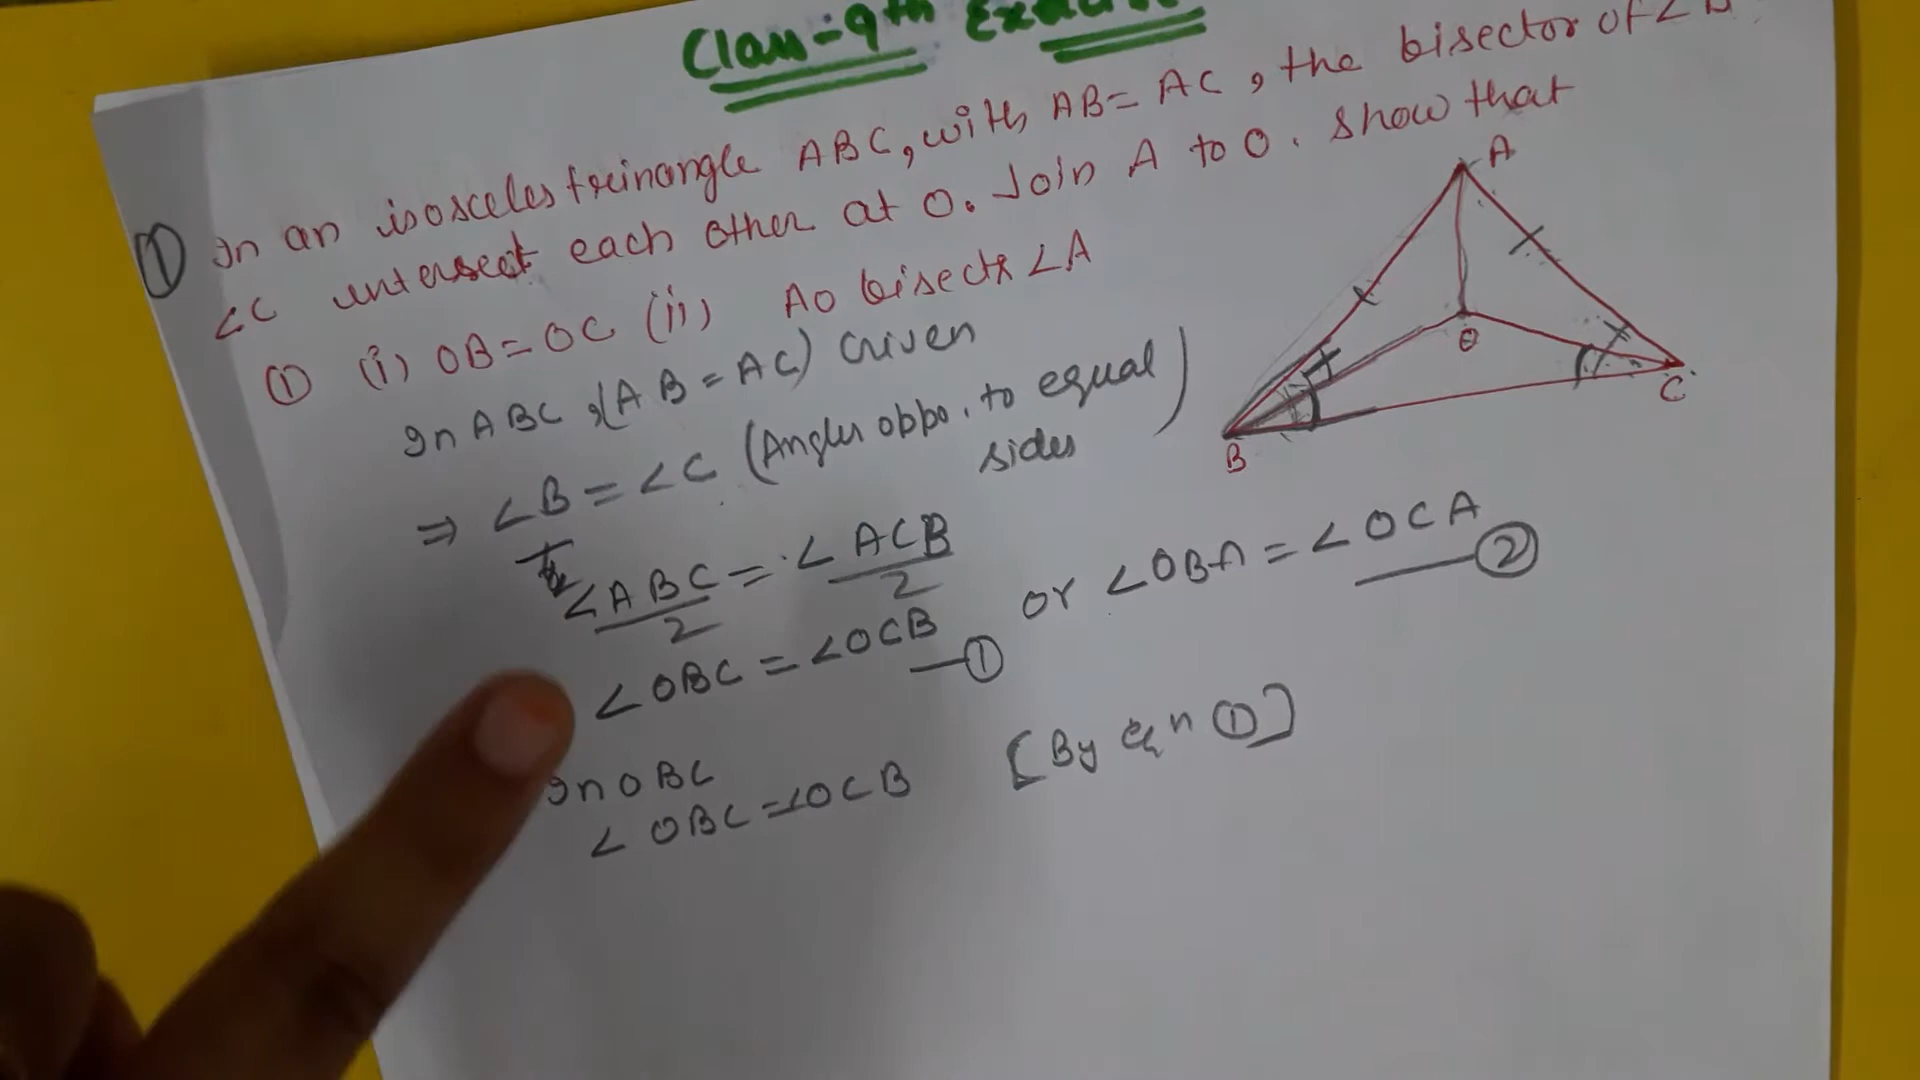 Class-9th
① In an isosceles treinangle ABC, with AB = AC, the bisector of ∠B
∠C intersect each other at O. Join A to O. show that
① (i) OB = OC (ii) AO bisects ∠A
In ABC, (AB = AC) Given
⇒ ∠B = ∠C (Angles oppo. to equal sides)
∠ABC/2 = ∠ACB/2
∠OBC = ∠OCB —① or ∠OBA = ∠OCA —②
In OBC
∠OBC = ∠OCB [By eqn ①]
A
O
B
C